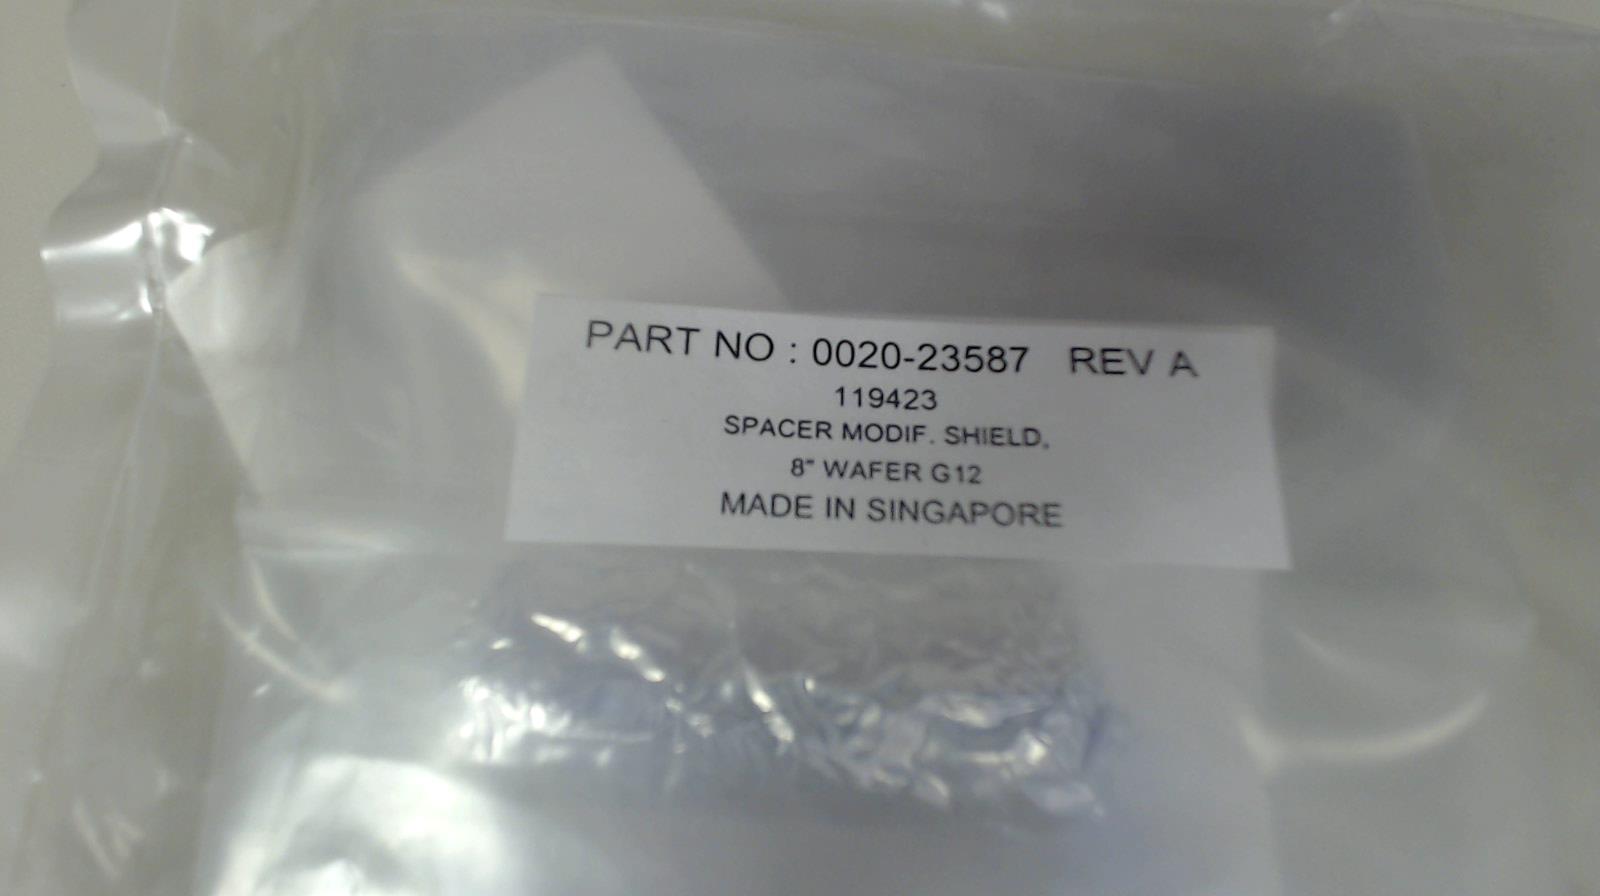 PART NO : 0020-23587 REV A
119423
SPACER MODIF. SHIELD,
8" WAFER G12
MADE IN SINGAPORE